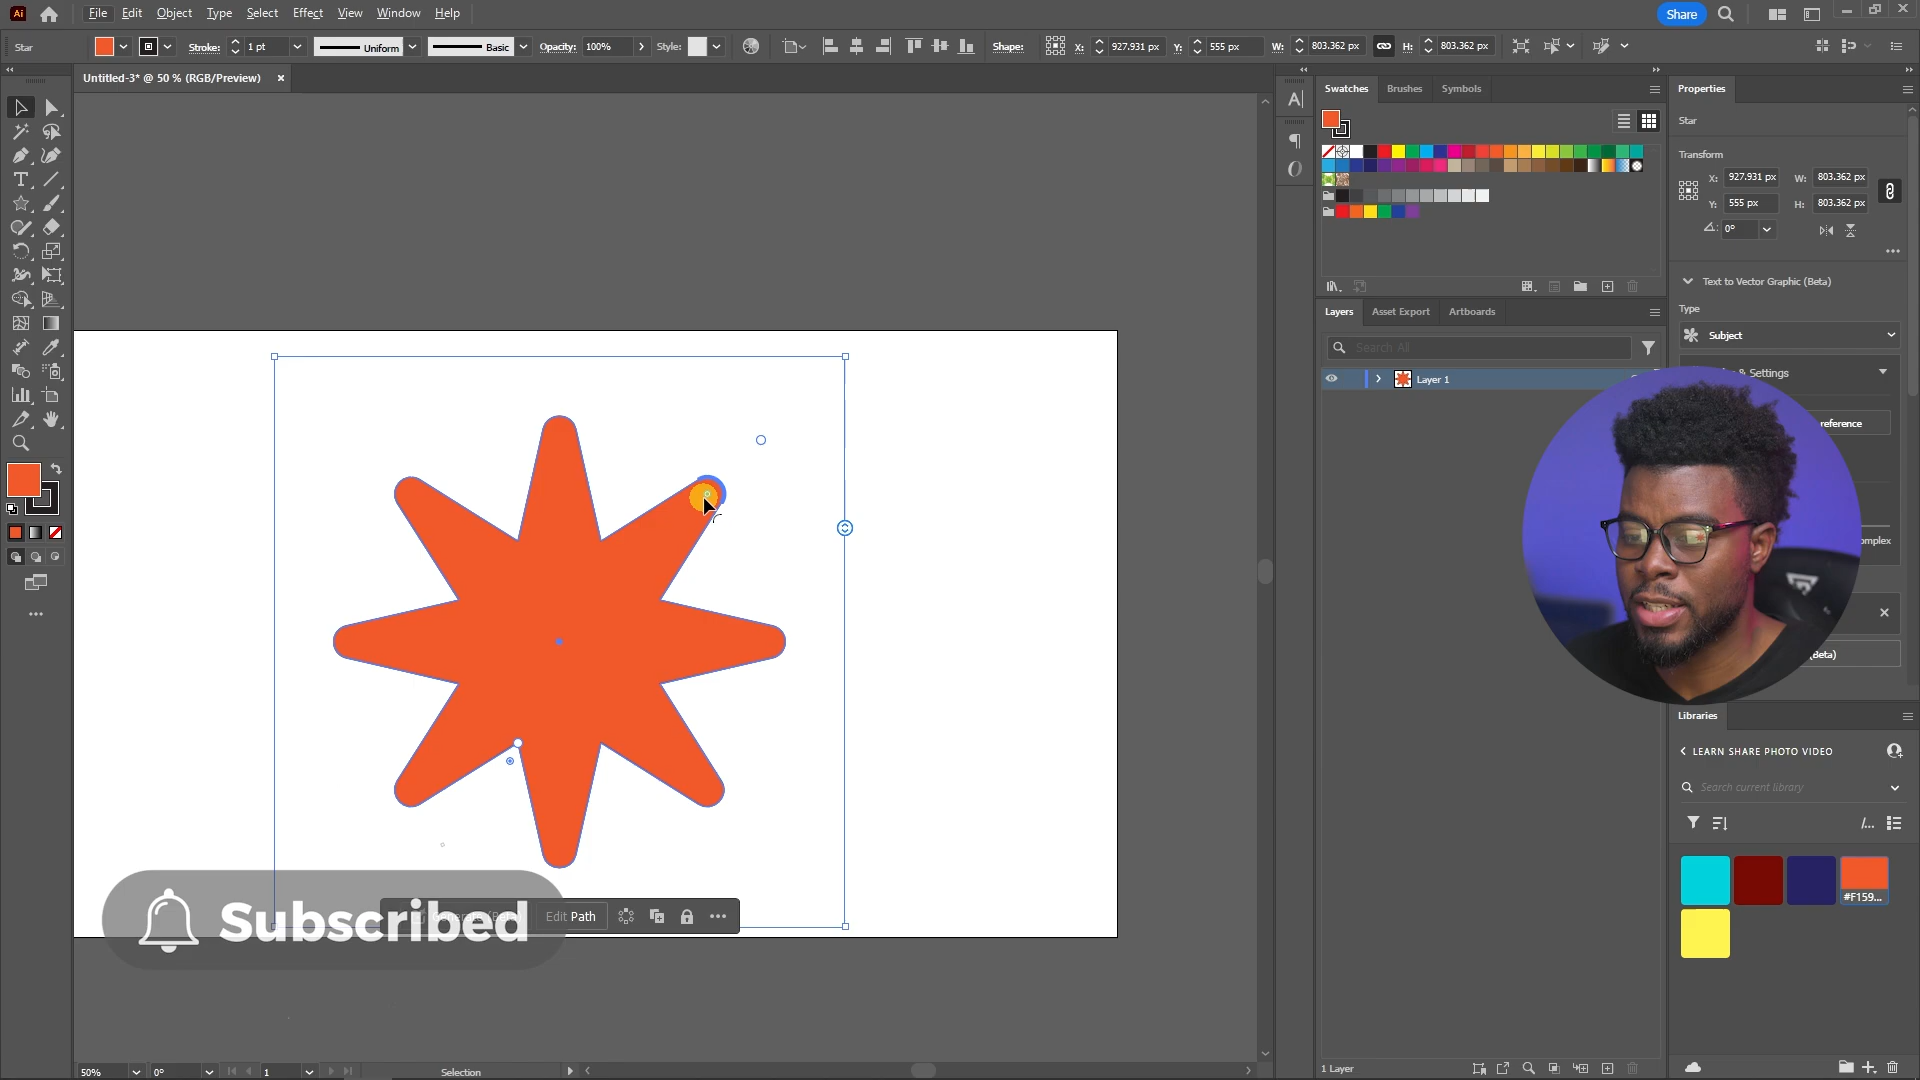 Ai File Edit Object Type Select Effect View Window Help Share
Star Stroke: 1 pt Uniform Basic Opacity: 100% Style: Shape: X: 927.931 px Y: 555 px W: 803.362 px H: 803.362 px
Untitled-3* @ 50 % (RGB/Preview)
Swatches Brushes Symbols
Properties
Star
Transform
X: 927.931 px W: 803.362 px
Y: 555 px H: 803.362 px
0°
Text to Vector Graphic (Beta)
Type
Subject
& Settings
eference
omplex
(Beta)
Layers Asset Export Artboards
Search All
Layer 1
Libraries
LEARN SHARE PHOTO VIDEO
Search current library
/...
#F159...
Edit Path
Subscribed
50% 0° 1 Selection
1 Layer